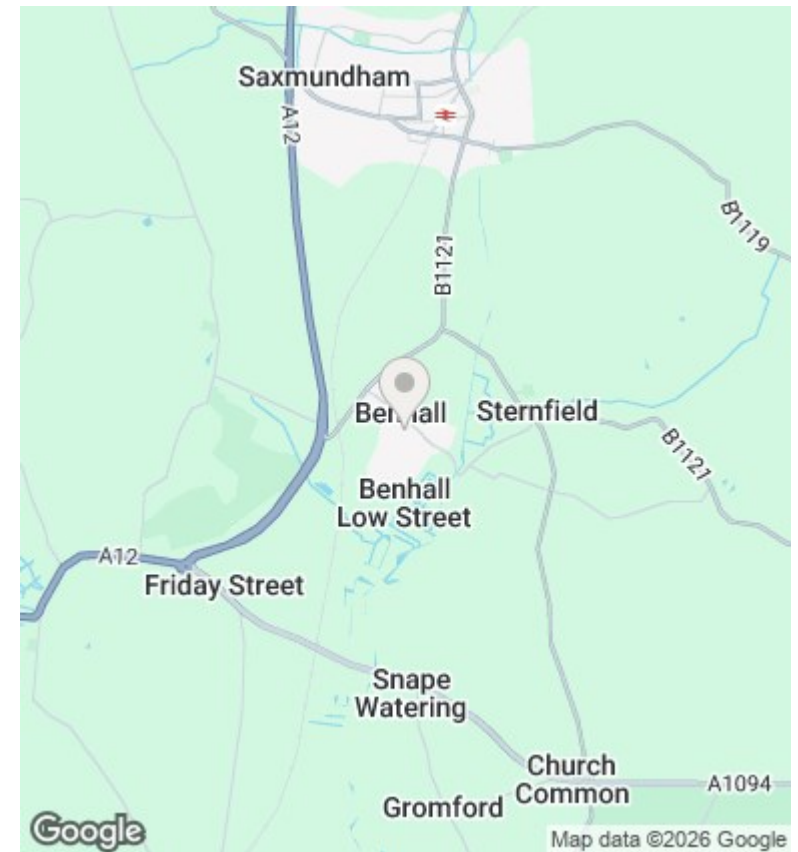 Saxmundham
A12
B1119
B1121
Benhall
Sternfield
B1121
Benhall
Low Street
A12
Friday Street
Snape
Watering
Church
Common
A1094
Gromford
Google
Map data ©2026 Google